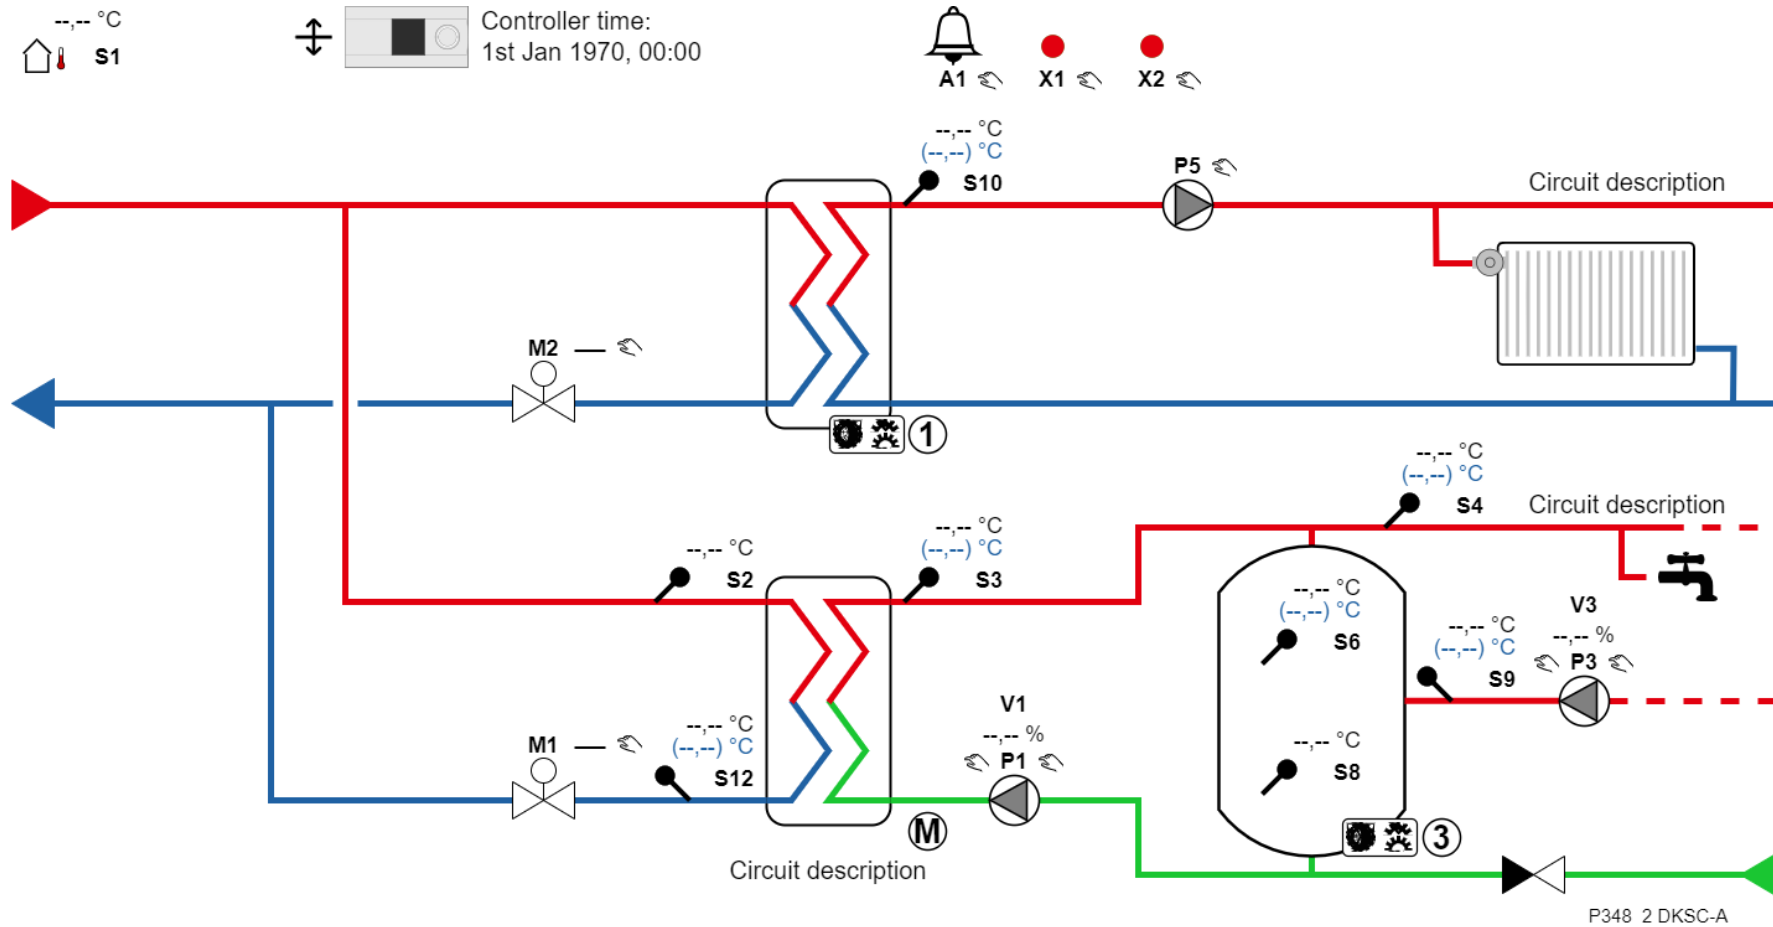 --,-- °C
S1
Controller time:
1st Jan 1970, 00:00
A1
X1
X2
--,-- °C
(--,--) °C
S10
P5
Circuit description
M2
1
--,-- °C
(--,--) °C
S4
Circuit description
--,-- °C
S2
--,-- °C
(--,--) °C
S3
--,-- °C
(--,--) °C
S6
V3
--,-- %
P3
--,-- °C
(--,--) °C
S9
V1
--,-- %
P1
--,-- °C
(--,--) °C
S12
M1
--,-- °C
S8
M
3
Circuit description
P348 2 DKSC-A